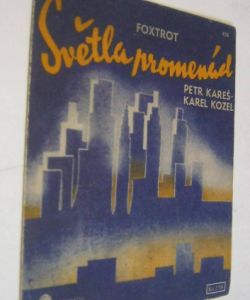 FOXTROT
Světla promenád
PETR KAREŠ-
KAREL KOZEL